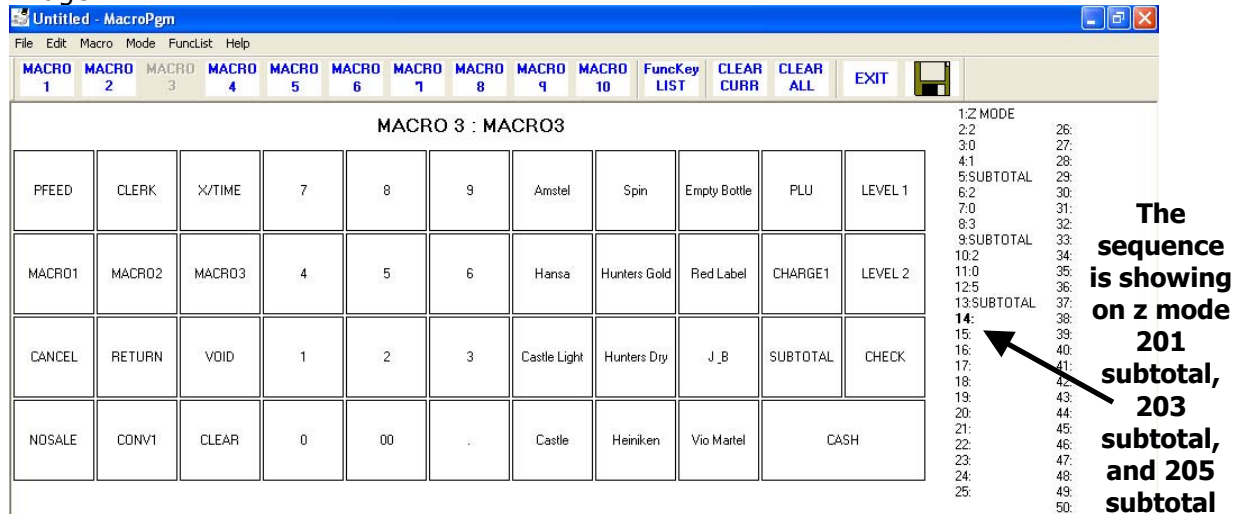 Untitled - MacroPgm
File Edit Macro Mode FuncList Help
MACRO 1 MACRO 2 MACRO 3 MACRO 4 MACRO 5 MACRO 6 MACRO 7 MACRO 8 MACRO 9 MACRO 10 FuncKey LIST CLEAR CURR CLEAR ALL EXIT
MACRO 3 : MACRO3
PFEED CLERK X/TIME 7 8 9 Amstel Spin Empty Bottle PLU LEVEL 1
MACRO1 MACRO2 MACRO3 4 5 6 Hansa Hunters Gold Red Label CHARGE1 LEVEL 2
CANCEL RETURN VOID 1 2 3 Castle Light Hunters Dry J_B SUBTOTAL CHECK
NOSALE CONV1 CLEAR 0 00 . Castle Heiniken Vio Martel CASH
1:Z MODE
2:2
3:0
4:1
5:SUBTOTAL
6:2
7:0
8:3
9:SUBTOTAL
10:2
11:0
12:5
13:SUBTOTAL
14:
15:
16:
17:
18:
19:
20:
21:
22:
23:
24:
25:
26:
27:
28:
29:
30:
31:
32:
33:
34:
35:
36:
37:
38:
39:
40:
41:
42:
43:
44:
45:
46:
47:
48:
49:
50:
The
sequence
is showing
on z mode
201
subtotal,
203
subtotal,
and 205
subtotal